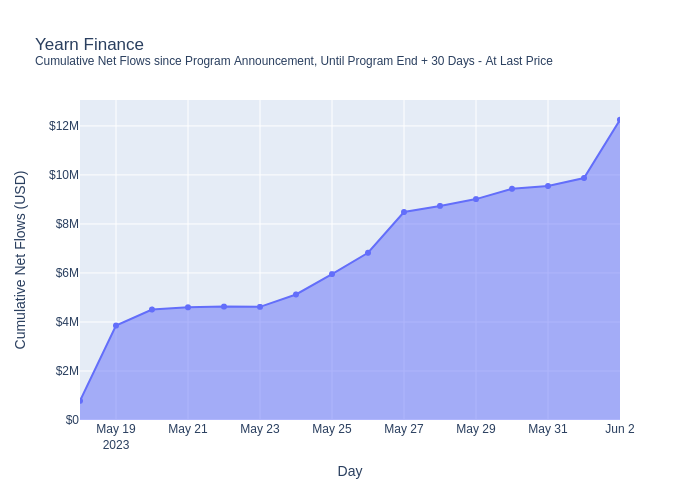 Yearn Finance
Cumulative Net Flows since Program Announcement, Until Program End + 30 Days - At Last Price
Cumulative Net Flows (USD)
$12M
$10M
$8M
$6M
$4M
$2M
$0
May 19 May 21 May 23 May 25 May 27 May 29 May 31 Jun 2
2023
Day